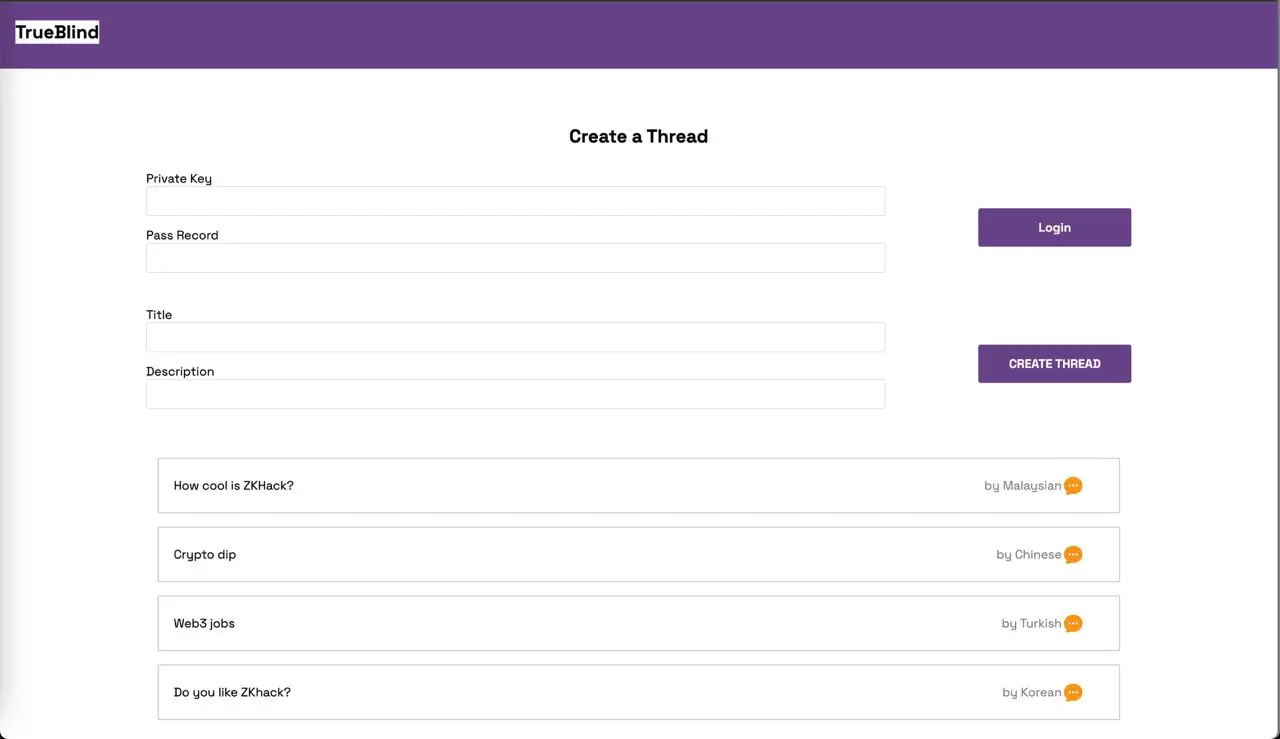 TrueBlind
Create a Thread
Private Key
Login
Pass Record
Title
CREATE THREAD
Description
How cool is ZKHack? by Malaysian
Crypto dip by Chinese
Web3 jobs by Turkish
Do you like ZKhack? by Korean